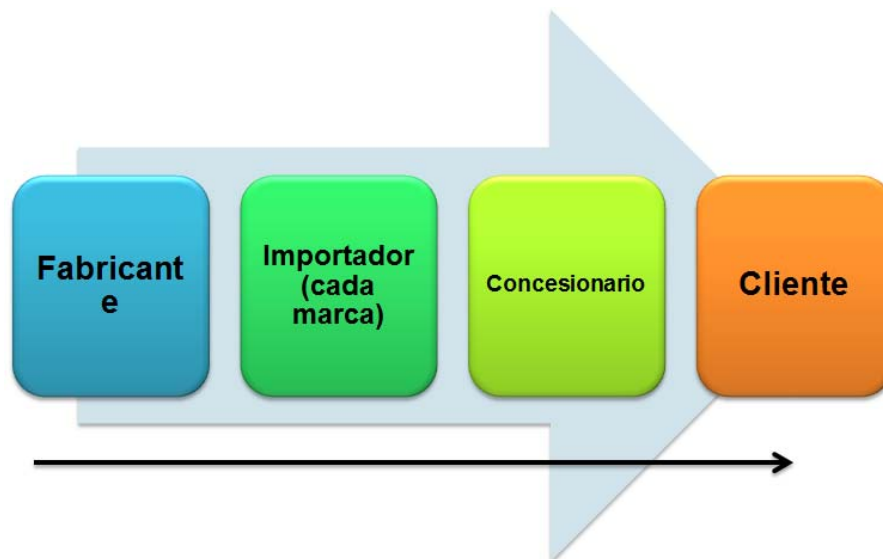 Fabricant
e
Importador
(cada
marca)
Concesionario
Cliente